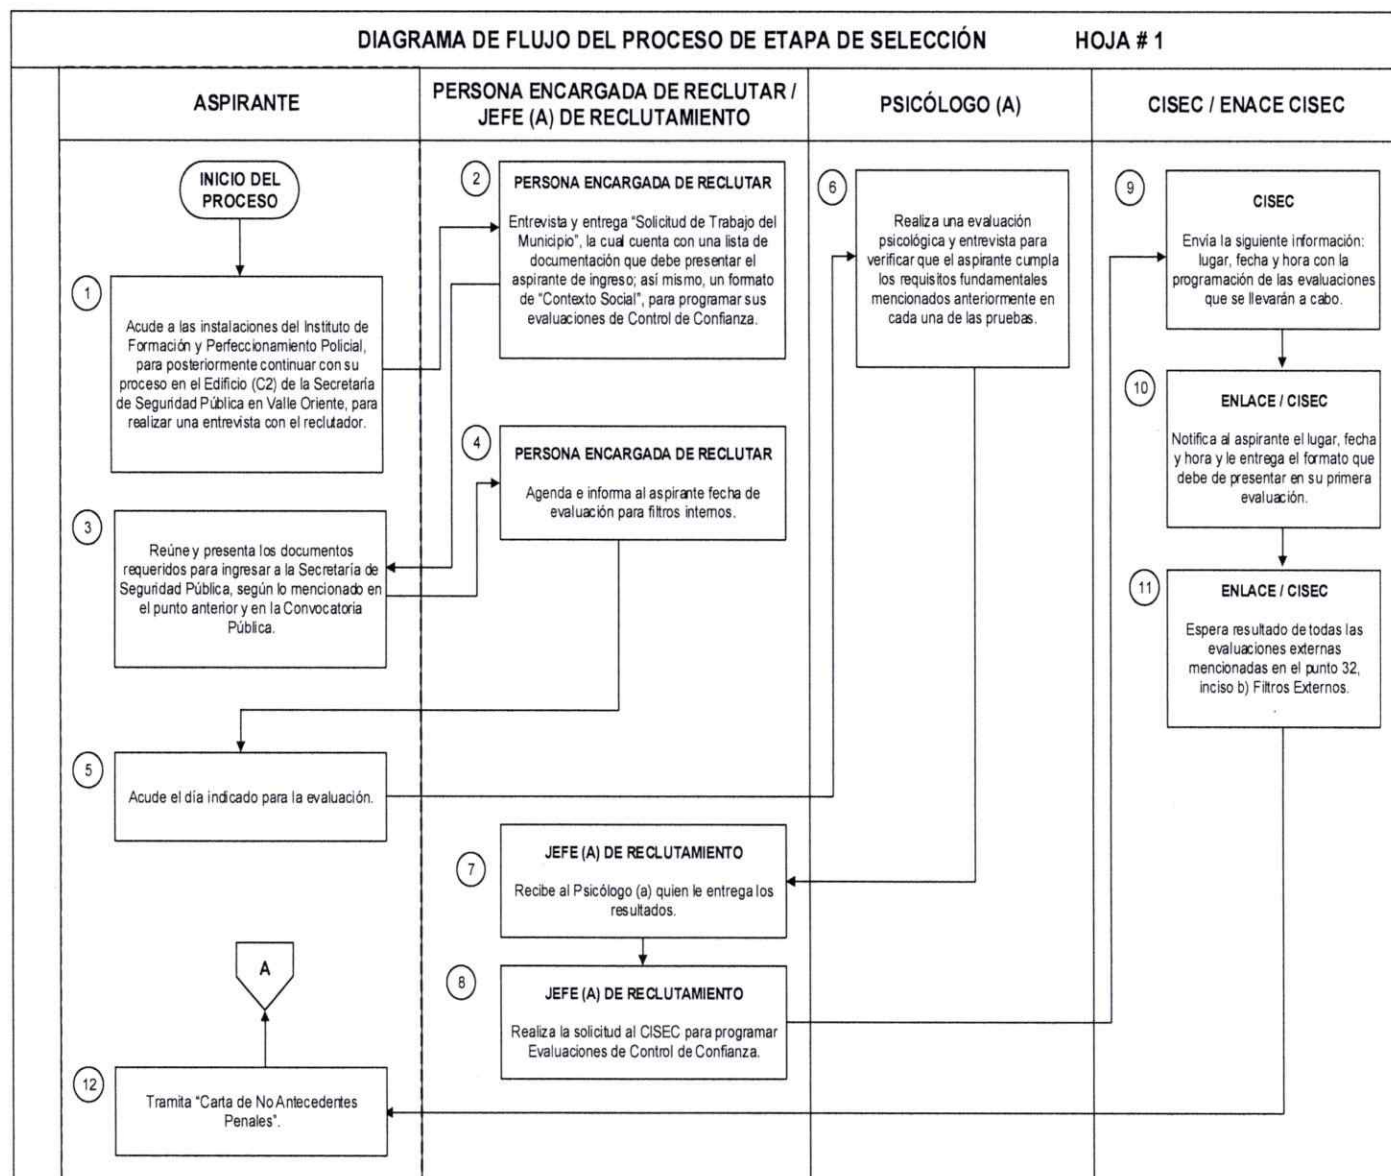 DIAGRAMA DE FLUJO DEL PROCESO DE ETAPA DE SELECCIÓN HOJA # 1
ASPIRANTE
PERSONA ENCARGADA DE RECLUTAR /
JEFE (A) DE RECLUTAMIENTO
PSICÓLOGO (A)
CISEC / ENACE CISEC
INICIO DEL
PROCESO
1
Acude a las instalaciones del Instituto de
Formación y Perfeccionamiento Policial,
para posteriormente continuar con su
proceso en el Edificio (C2) de la Secretaría
de Seguridad Pública en Valle Oriente, para
realizar una entrevista con el reclutador.
2
PERSONA ENCARGADA DE RECLUTAR
Entrevista y entrega “Solicitud de Trabajo del
Municipio”, la cual cuenta con una lista de
documentación que debe presentar el
aspirante de ingreso; así mismo, un formato
de “Contexto Social”, para programar sus
evaluaciones de Control de Confianza.
3
Reúne y presenta los documentos
requeridos para ingresar a la Secretaría de
Seguridad Pública, según lo mencionado en
el punto anterior y en la Convocatoria
Pública.
4
PERSONA ENCARGADA DE RECLUTAR
Agenda e informa al aspirante fecha de
evaluación para filtros internos.
5
Acude el día indicado para la evaluación.
6
Realiza una evaluación
psicológica y entrevista para
verificar que el aspirante cumpla
los requisitos fundamentales
mencionados anteriormente en
cada una de las pruebas.
7
JEFE (A) DE RECLUTAMIENTO
Recibe al Psicólogo (a) quien le entrega los
resultados.
8
JEFE (A) DE RECLUTAMIENTO
Realiza la solicitud al CISEC para programar
Evaluaciones de Control de Confianza.
9
CISEC
Envía la siguiente información:
lugar, fecha y hora con la
programación de las evaluaciones
que se llevarán a cabo.
10
ENLACE / CISEC
Notifica al aspirante el lugar, fecha
y hora y le entrega el formato que
debe de presentar en su primera
evaluación.
11
ENLACE / CISEC
Espera resultado de todas las
evaluaciones externas
mencionadas en el punto 32,
inciso b) Filtros Externos.
12
Tramita “Carta de No Antecedentes
Penales”.
A